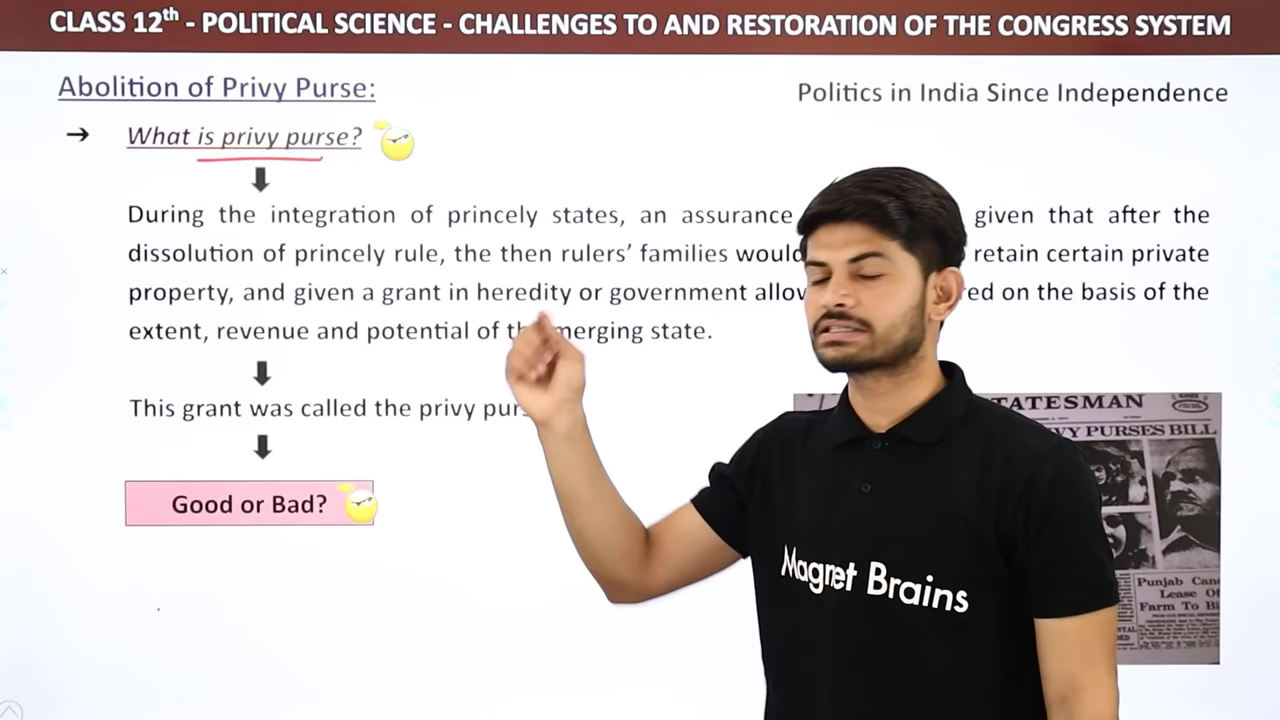 CLASS 12th - POLITICAL SCIENCE - CHALLENGES TO AND RESTORATION OF THE CONGRESS SYSTEM
Abolition of Privy Purse:
Politics in India Since Independence
→ What is privy purse?
During the integration of princely states, an assurance given that after the
dissolution of princely rule, the then rulers’ families would retain certain private
property, and given a grant in heredity or government allow red on the basis of the
extent, revenue and potential of th merging state.
This grant was called the privy purs
Good or Bad?
TATESMAN
VY PURSES BILL
Punjab Can
Lease Of
Farm To Bi
Magnet Brains